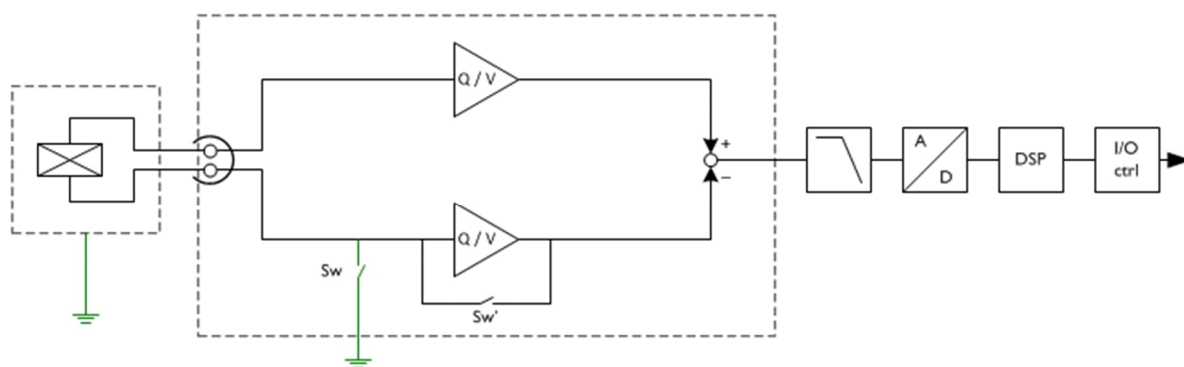 Q / V
+
−
A
D
DSP
I/O
ctrl
Q / V
Sw
Sw'